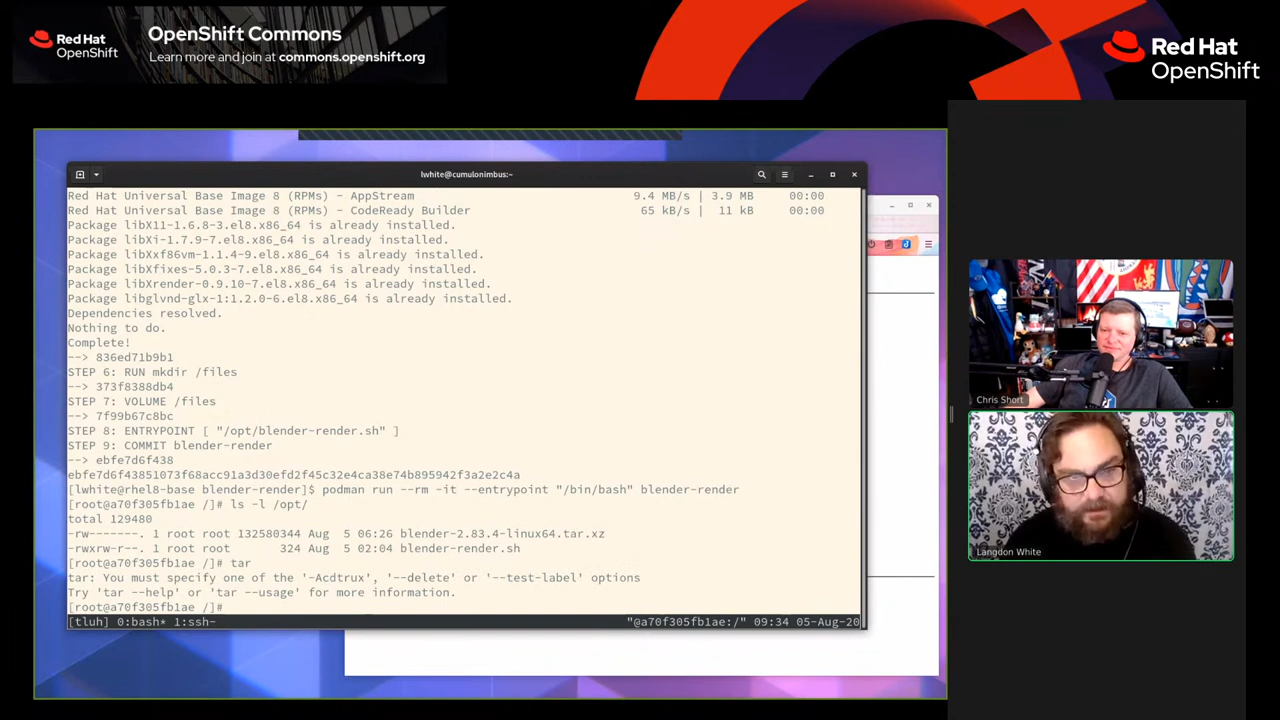 Red Hat
OpenShift
OpenShift Commons
Learn more and join at commons.openshift.org
Red Hat
OpenShift
lwhite@cumulonimbus:~
Red Hat Universal Base Image 8 (RPMs) - AppStream 9.4 MB/s | 3.9 MB 00:00
Red Hat Universal Base Image 8 (RPMs) - CodeReady Builder 65 kB/s | 11 kB 00:00
Package libX11-1.6.8-3.el8.x86_64 is already installed.
Package libXi-1.7.9-7.el8.x86_64 is already installed.
Package libXxf86vm-1.1.4-9.el8.x86_64 is already installed.
Package libXfixes-5.0.3-7.el8.x86_64 is already installed.
Package libXrender-0.9.10-7.el8.x86_64 is already installed.
Package libglvnd-glx-1:1.2.0-6.el8.x86_64 is already installed.
Dependencies resolved.
Nothing to do.
Complete!
--> 836ed71b9b1
STEP 6: RUN mkdir /files
--> 373f8388db4
STEP 7: VOLUME /files
--> 7f99b67c8bc
STEP 8: ENTRYPOINT [ "/opt/blender-render.sh" ]
STEP 9: COMMIT blender-render
--> ebfe7d6f438
ebfe7d6f43851073f68acc91a3d30efd2f45c32e4ca38e74b895942f3a2e2c4a
[lwhite@rhel8-base blender-render]$ podman run --rm -it --entrypoint "/bin/bash" blender-render
[root@a70f305fb1ae /]# ls -l /opt/
total 129480
-rw-------. 1 root root 132580344 Aug 5 06:26 blender-2.83.4-linux64.tar.xz
-rwxrw-r--. 1 root root 324 Aug 5 02:04 blender-render.sh
[root@a70f305fb1ae /]# tar
tar: You must specify one of the '-Acdtrux', '--delete' or '--test-label' options
Try 'tar --help' or 'tar --usage' for more information.
[root@a70f305fb1ae /]#
[tluh] 0:bash* 1:ssh- "@a70f305fb1ae:/" 09:34 05-Aug-20
Chris Short
Langdon White